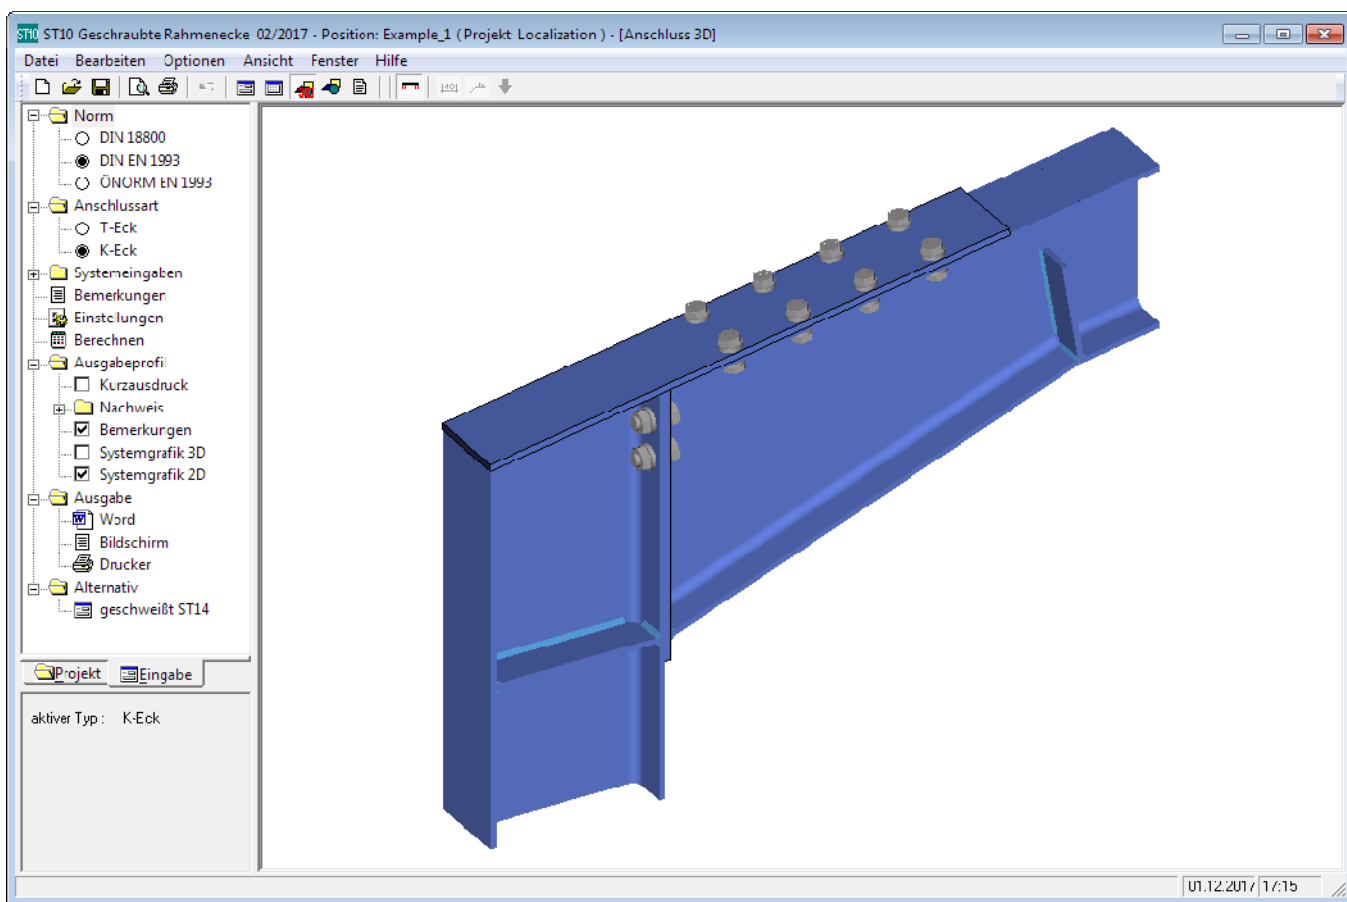 ST10 ST10 Geschraubte Rahmenecke 02/2017 - Position: Example_1 ( Projekt: Localization ) - [Anschluss 3D]
Datei Bearbeiten Optionen Ansicht Fenster Hilfe
Norm
DIN 18800
DIN EN 1993
ÖNORM EN 1993
Anschlussart
T-Eck
K-Eck
Systemeingaben
Bemerkungen
Einstellungen
Berechnen
Ausgabeprofil
Kurzausdruck
Nachweis
Bemerkungen
Systemgrafik 3D
Systemgrafik 2D
Ausgabe
Word
Bildschirm
Drucker
Alternativ
geschweißt ST14
Projekt Eingabe
aktiver Typ : K-Eck
01.12.2017 17:15